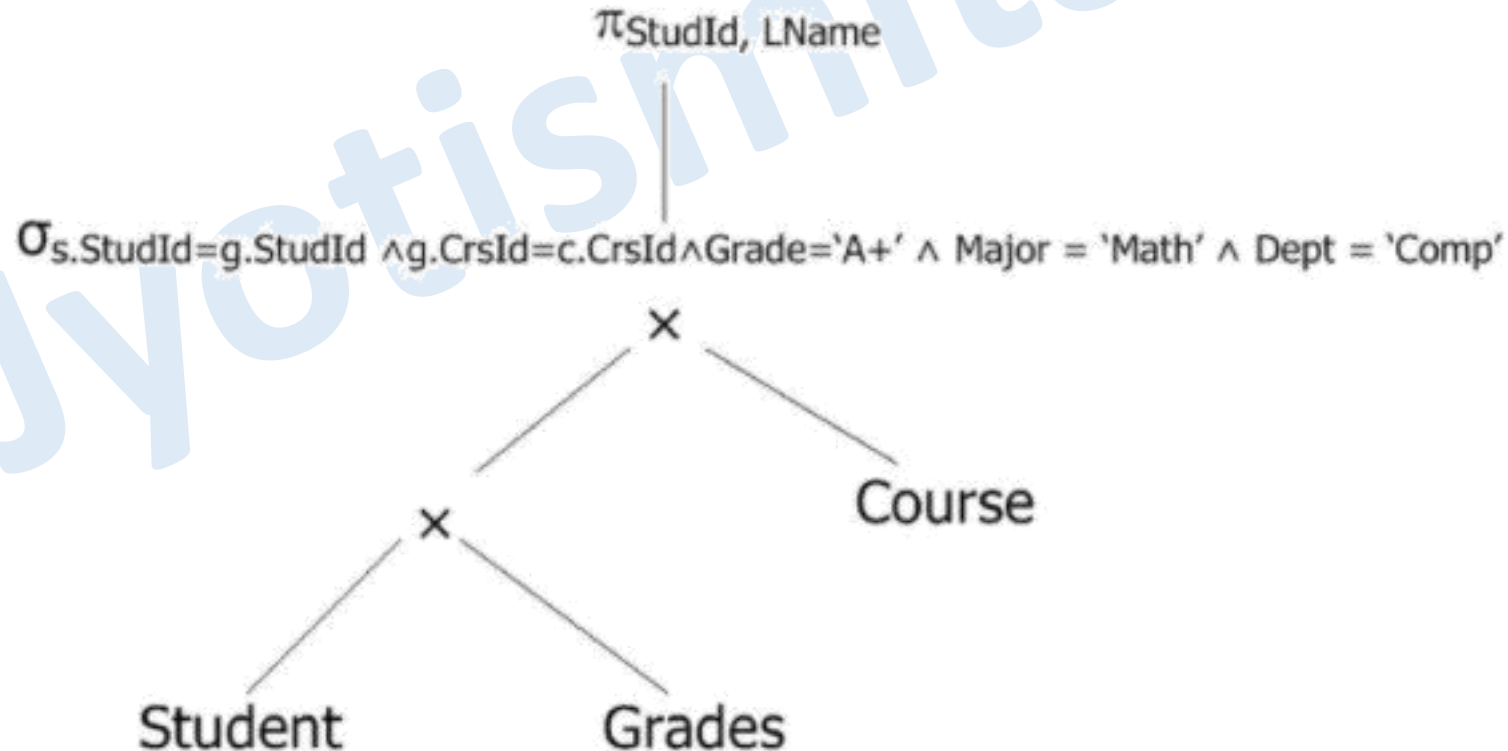 πStudId, LName
σs.StudId=g.StudId ∧g.CrsId=c.CrsId∧Grade=‘A+’ ∧ Major = ‘Math’ ∧ Dept = ‘Comp’
×
Course
×
Student Grades